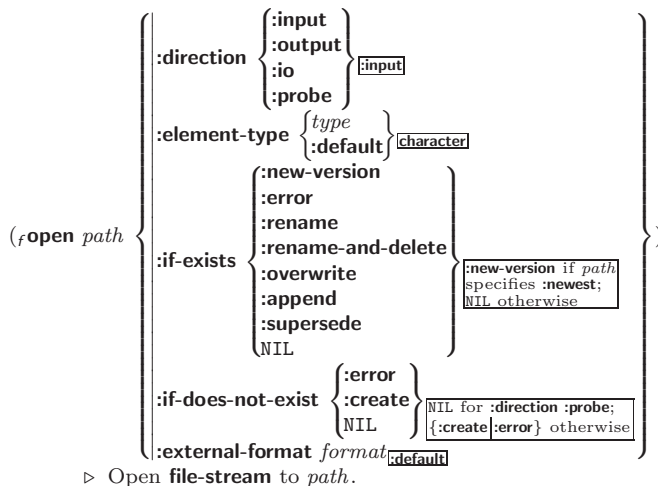 :input
:output
:direction :io :input
:probe
:element-type type :default character
:new-version
:error
:rename
:rename-and-delete
(f open path :if-exists :overwrite )
:append
:supersede
NIL
:new-version if path
specifies :newest;
NIL otherwise
:error
:if-does-not-exist :create
NIL
NIL for :direction :probe;
{:create|:error} otherwise
:external-format format :default
▷ Open file-stream to path.